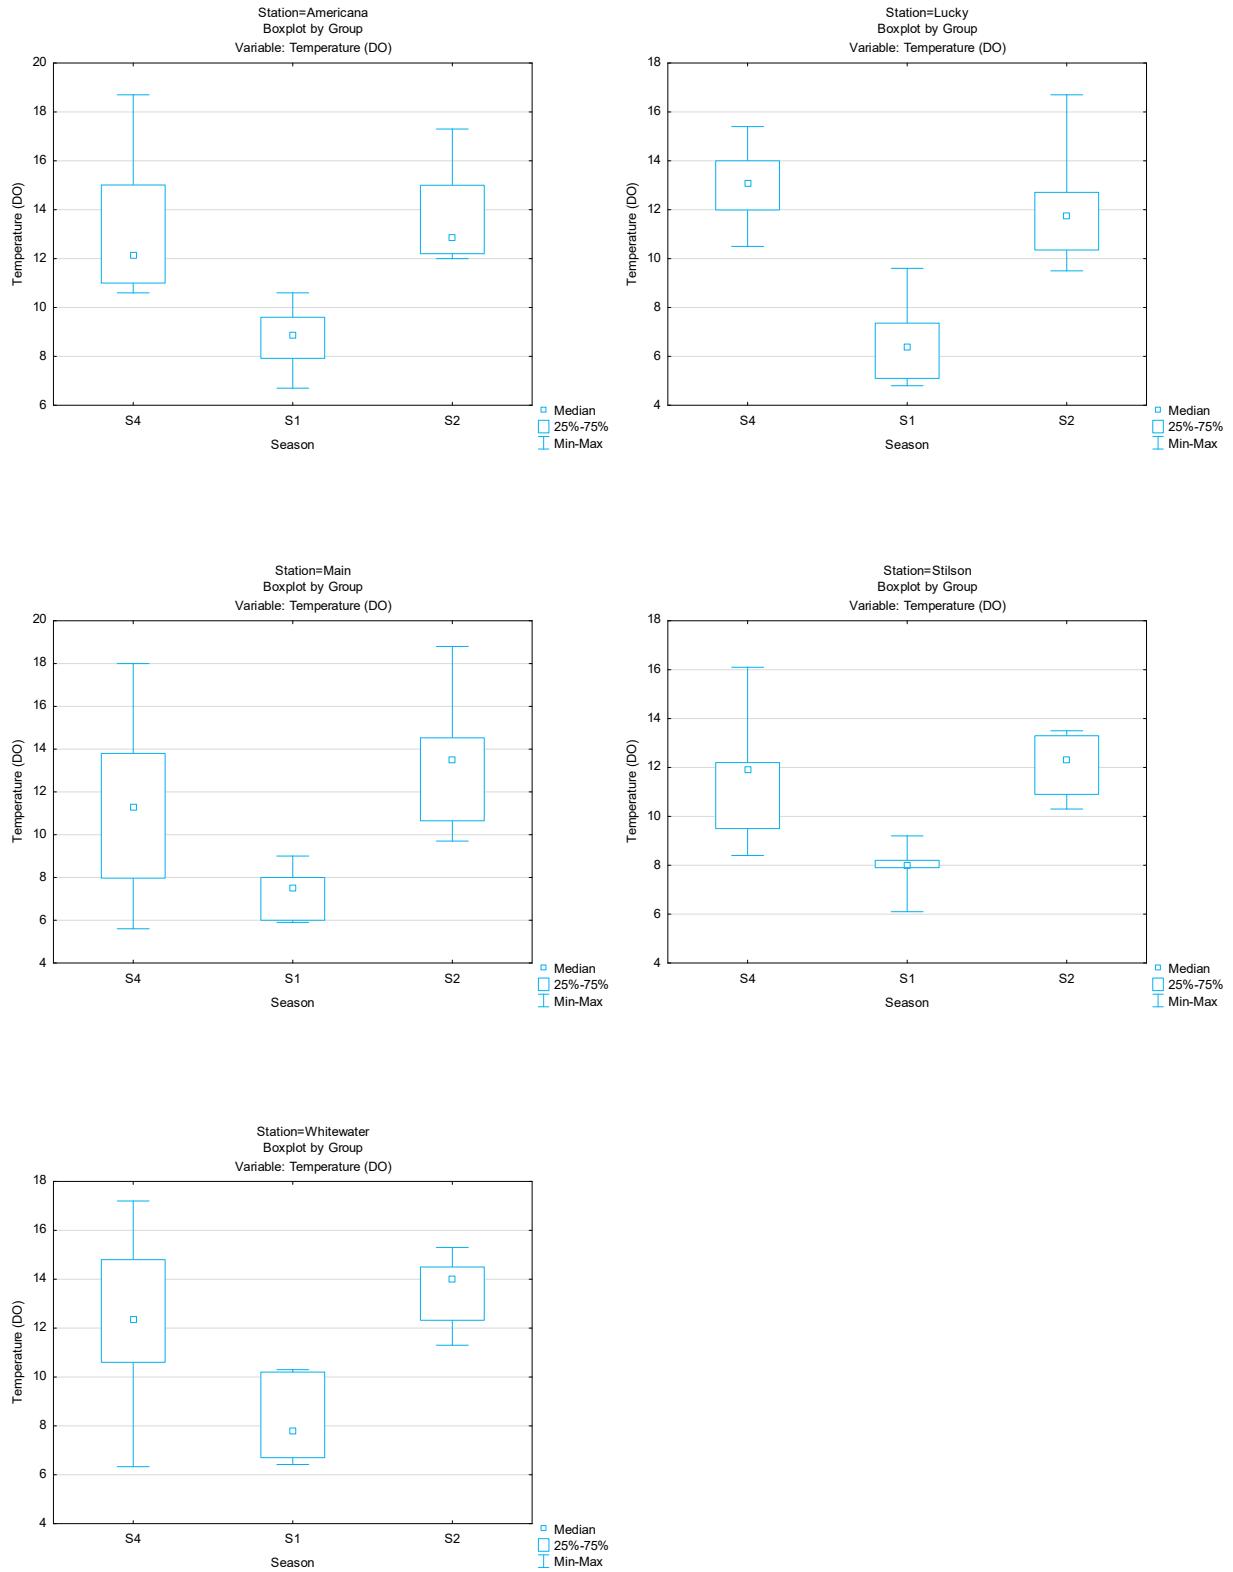 Station=Americana
Boxplot by Group
Variable: Temperature (DO)
20
18
16
14
12
10
8
6
Temperature (DO)
S4 S1 S2
Season
Median
25%-75%
Min-Max
Station=Lucky
Boxplot by Group
Variable: Temperature (DO)
18
16
14
12
10
8
6
4
Temperature (DO)
S4 S1 S2
Season
Median
25%-75%
Min-Max
Station=Main
Boxplot by Group
Variable: Temperature (DO)
20
18
16
14
12
10
8
6
4
Temperature (DO)
S4 S1 S2
Season
Median
25%-75%
Min-Max
Station=Stilson
Boxplot by Group
Variable: Temperature (DO)
18
16
14
12
10
8
6
4
Temperature (DO)
S4 S1 S2
Season
Median
25%-75%
Min-Max
Station=Whitewater
Boxplot by Group
Variable: Temperature (DO)
18
16
14
12
10
8
6
4
Temperature (DO)
S4 S1 S2
Season
Median
25%-75%
Min-Max